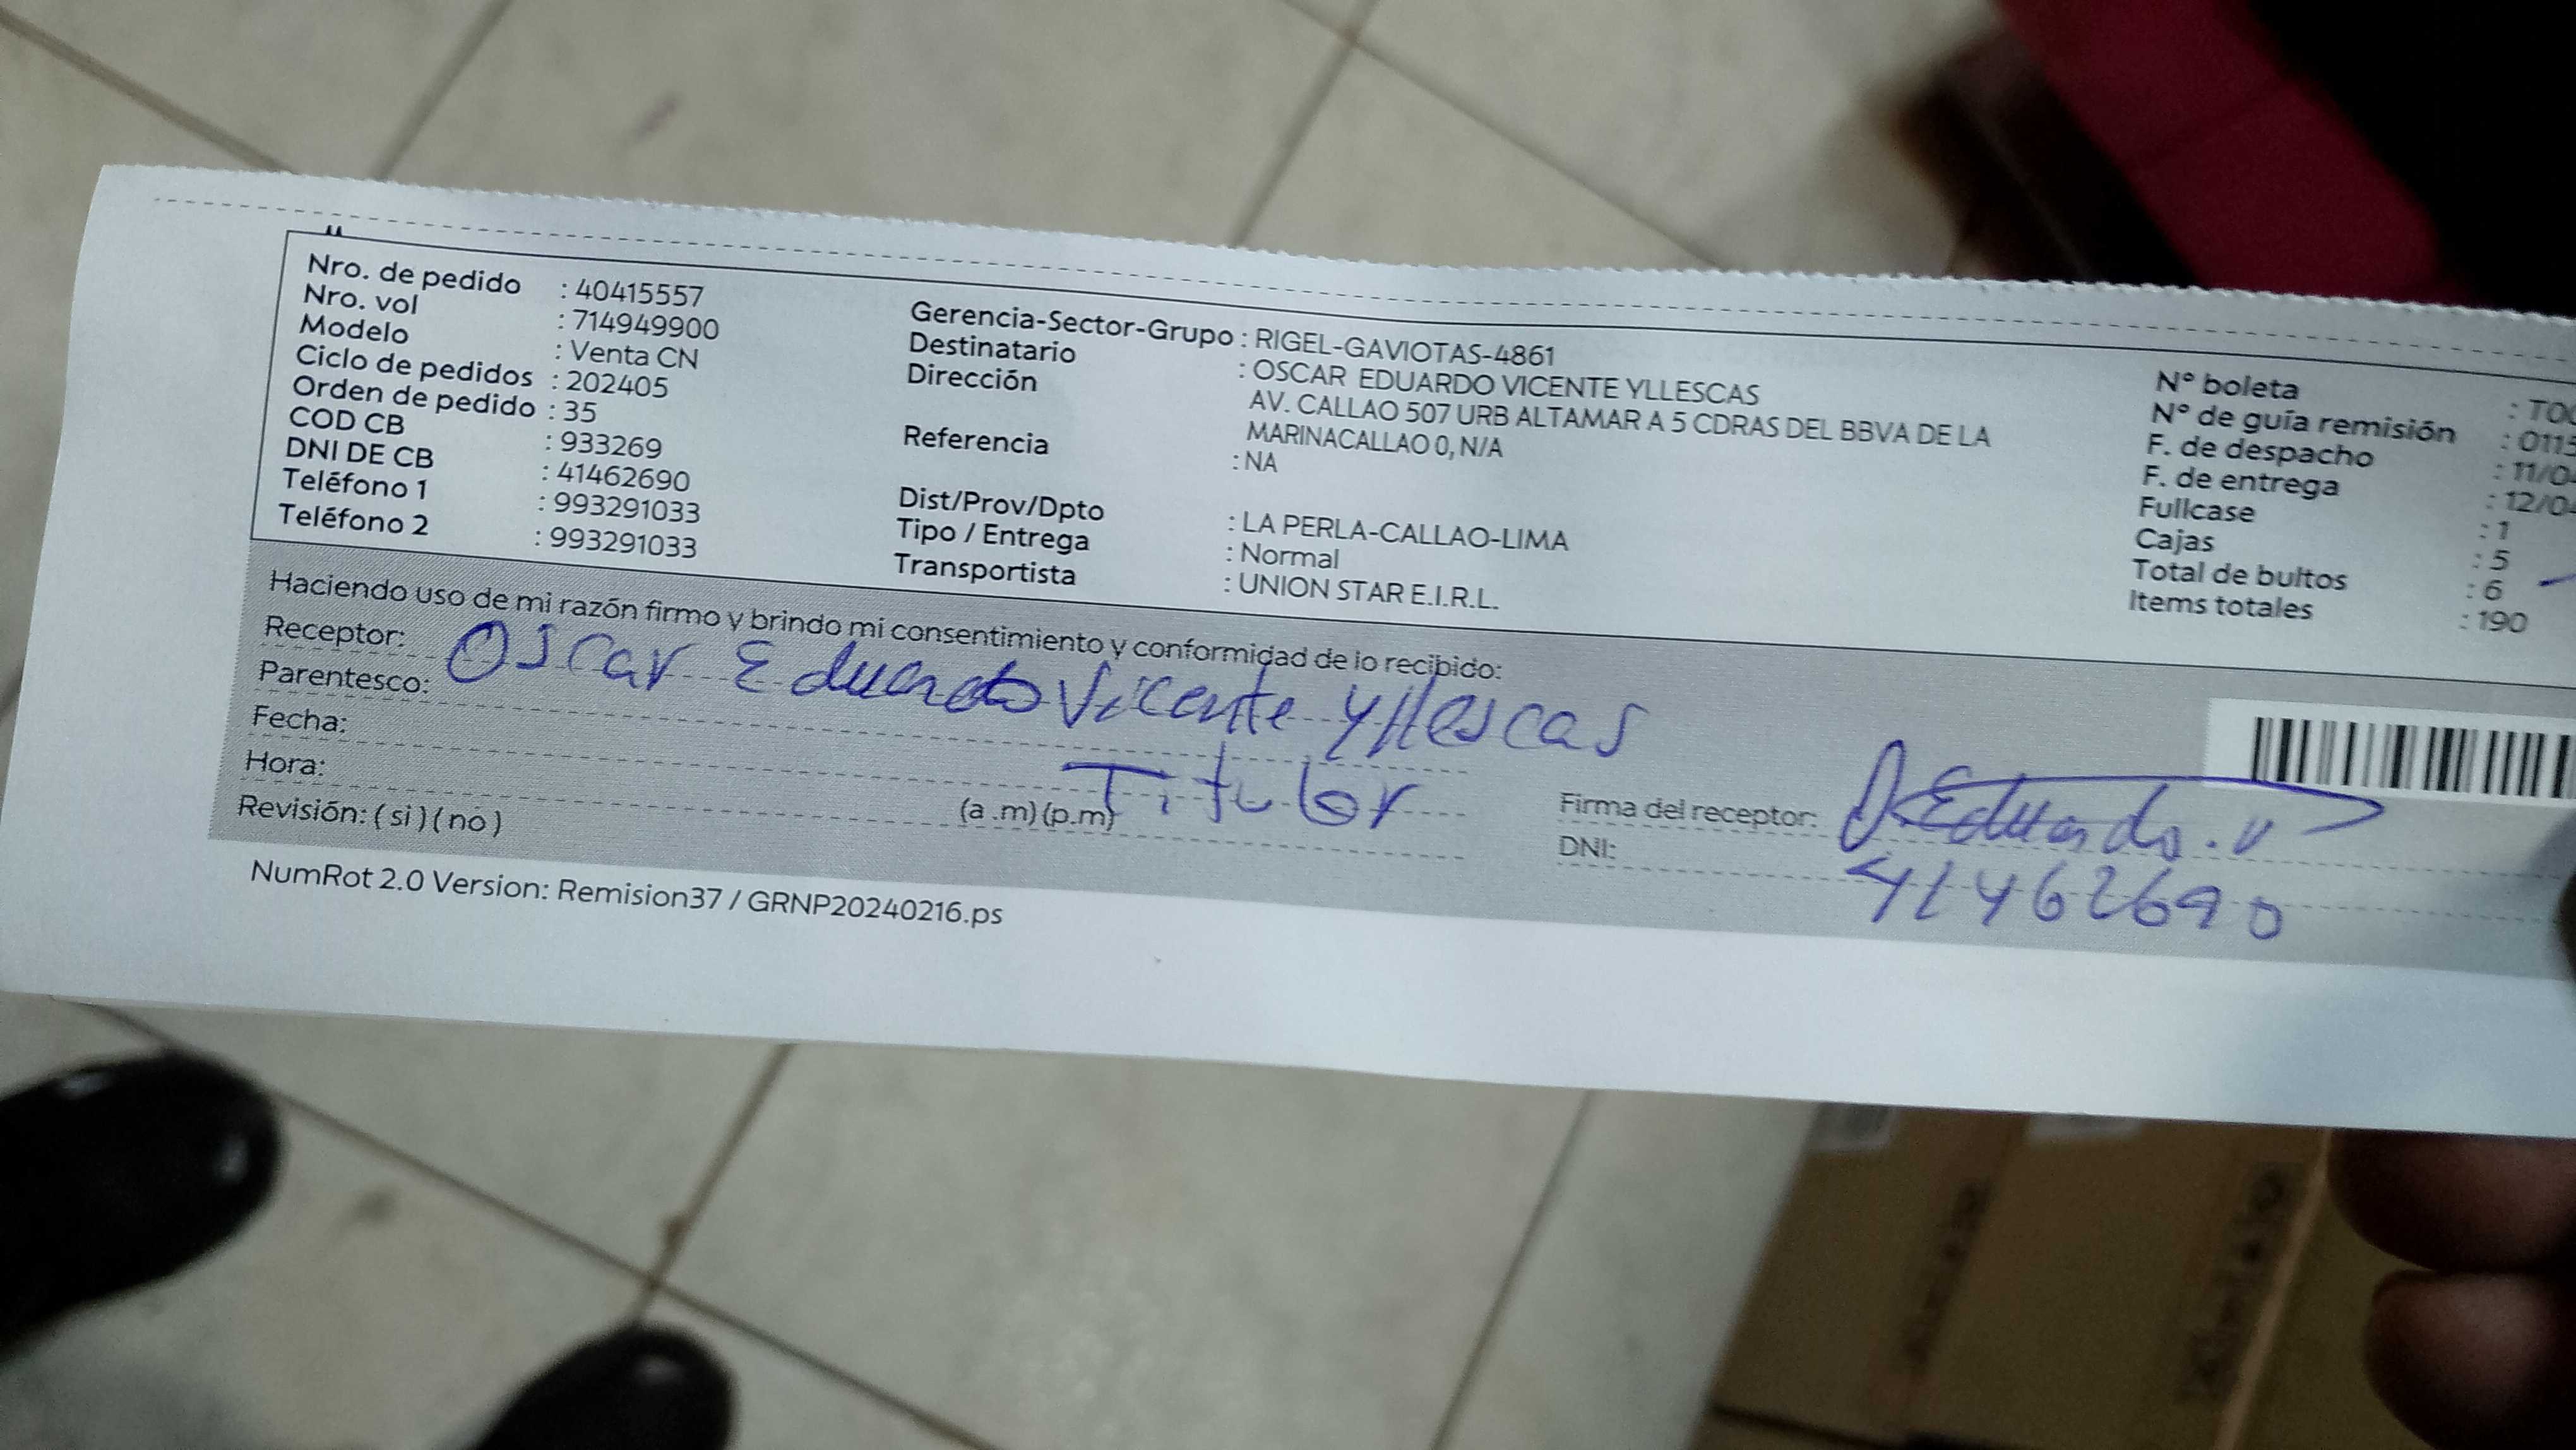 Nro. de pedido : 40415557
Nro. vol : 714949900
Modelo : Venta CN
Ciclo de pedidos : 202405
Orden de pedido : 35
COD CB : 933269
DNI DE CB : 41462690
Teléfono 1 : 993291033
Teléfono 2 : 993291033
Gerencia-Sector-Grupo : RIGEL-GAVIOTAS-4861
Destinatario : OSCAR EDUARDO VICENTE YLLESCAS
Dirección AV. CALLAO 507 URB ALTAMAR A 5 CDRAS DEL BBVA DE LA
MARINACALLAO 0, N/A
Referencia : NA
Dist/Prov/Dpto : LA PERLA-CALLAO-LIMA
Tipo / Entrega : Normal
Transportista : UNION STAR E.I.R.L.
N° boleta
N° de guía remisión : 0115
F. de despacho : 11/04
F. de entrega : 12/04
Fullcase : 1
Cajas : 5
Total de bultos : 6
Items totales : 190
Haciendo uso de mi razón firmo y brindo mi consentimiento y conformidad de lo recibido:
Receptor: Oscar Eduardo Vicente Yllescas
Parentesco: Titular
Fecha:
Hora: (a .m) (p.m)
Revisión: ( si ) ( no )
Firma del receptor: Eduardo. V
DNI: 41462690
NumRot 2.0 Version: Remision37 / GRNP20240216.ps